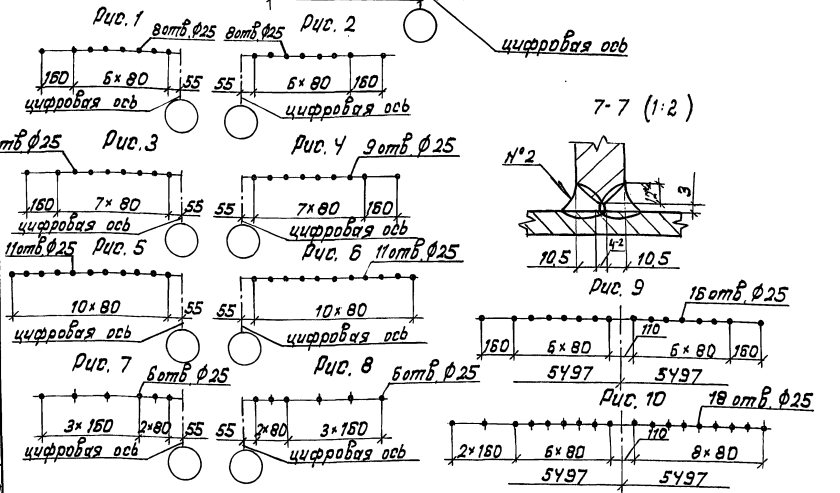 1
цифровая ось
Рис. 1
8отв. Ф25
160
6×80
55
цифровая ось
Рис. 2
8отв. Ф25
55
6×80
160
цифровая ось
7-7 (1:2)
№2
3
4-2
10,5
10,5
Рис. 3
тв. Ф25
160
7×80
55
цифровая ось
Рис. 4
9отв. Ф25
55
7×80
160
цифровая ось
Рис. 5
11отв. Ф25
10×80
55
цифровая ось
Рис. 6
11отв. Ф25
55
10×80
цифровая ось
Рис. 7
6отв. Ф25
3×160
2×80
55
цифровая ось
Рис. 8
6отв. Ф25
55
2×80
3×160
цифровая ось
Рис. 9
16отв. Ф25
160
6×80
110
6×80
160
5497
5497
Рис. 10
18 отв. Ф25
2×160
6×80
110
8×80
5497
5497